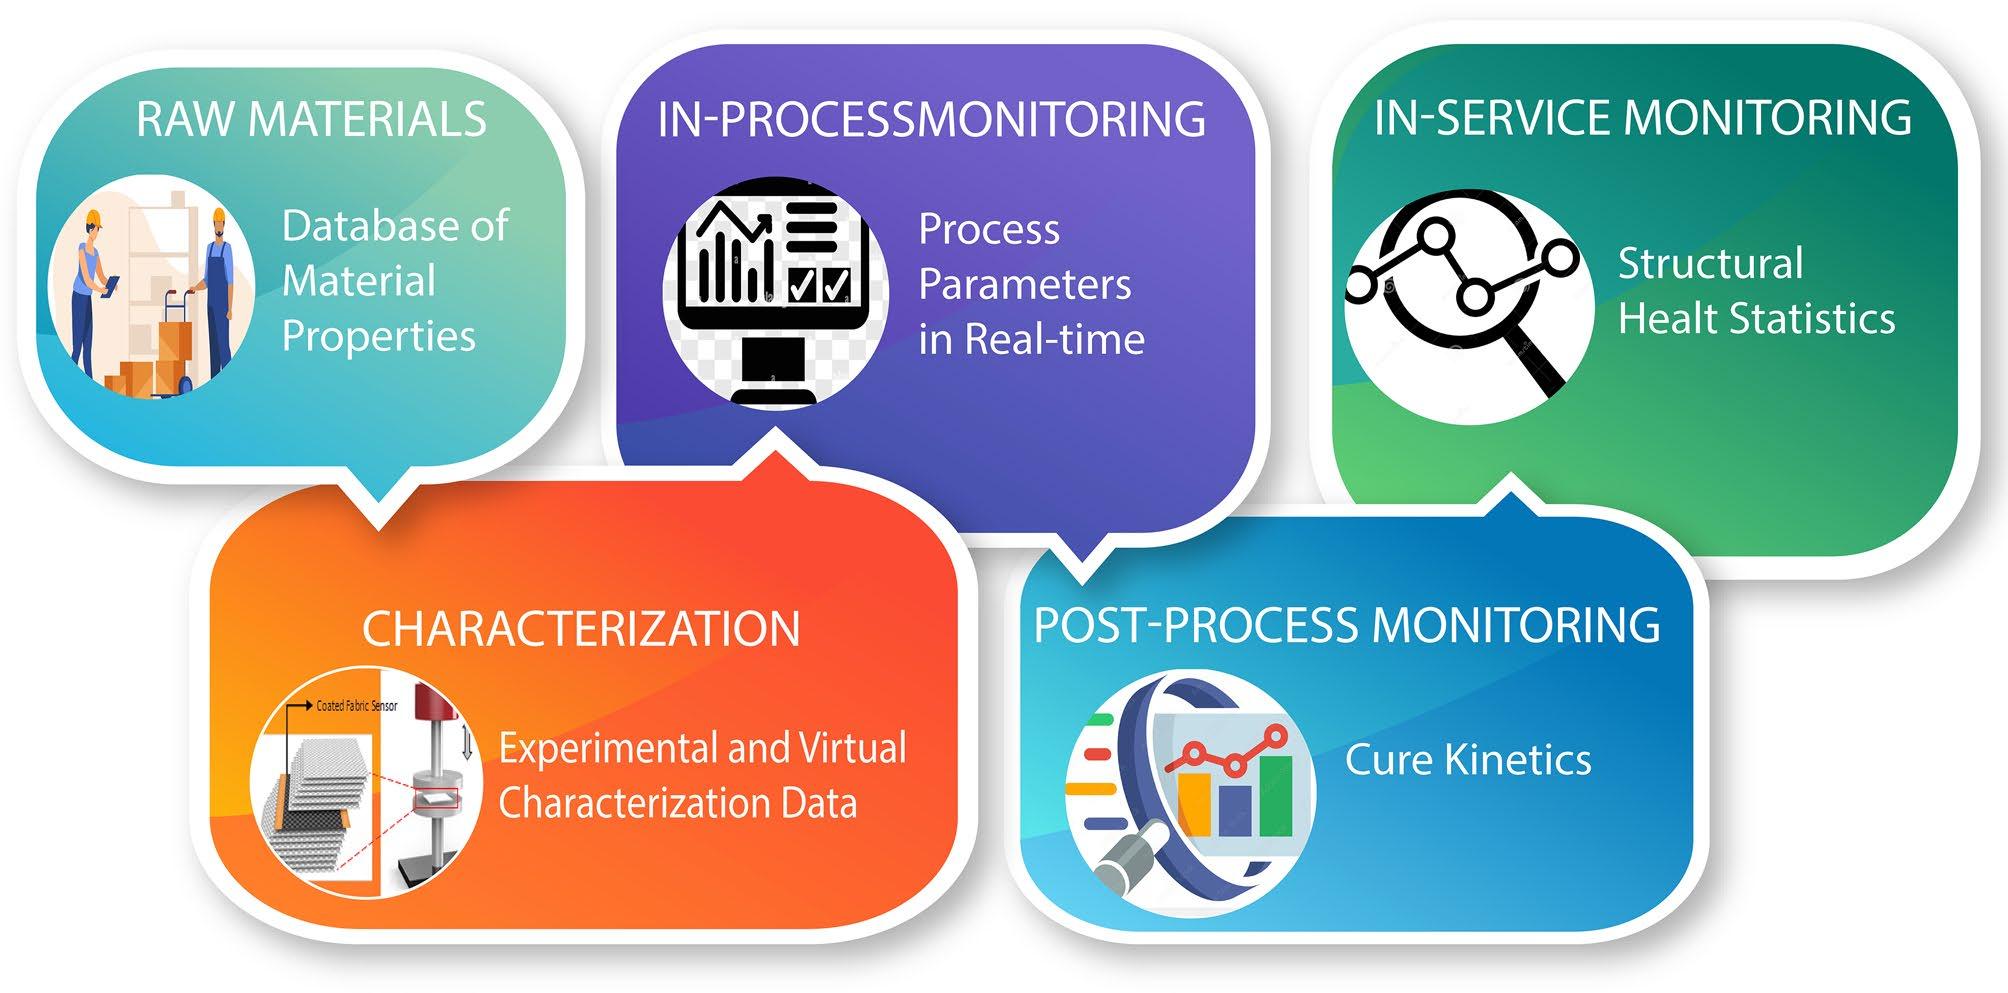 RAW MATERIALS
Database of
Material
Properties
IN-PROCESSMONITORING
Process
Parameters
in Real-time
IN-SERVICE MONITORING
Structural
Healt Statistics
CHARACTERIZATION
Coated Fabric Sensor
Experimental and Virtual
Characterization Data
POST-PROCESS MONITORING
Cure Kinetics